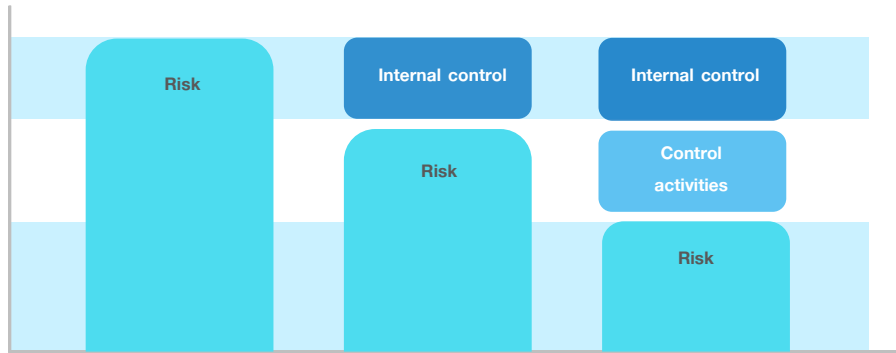 Risk
Internal control
Risk
Internal control
Control
activities
Risk